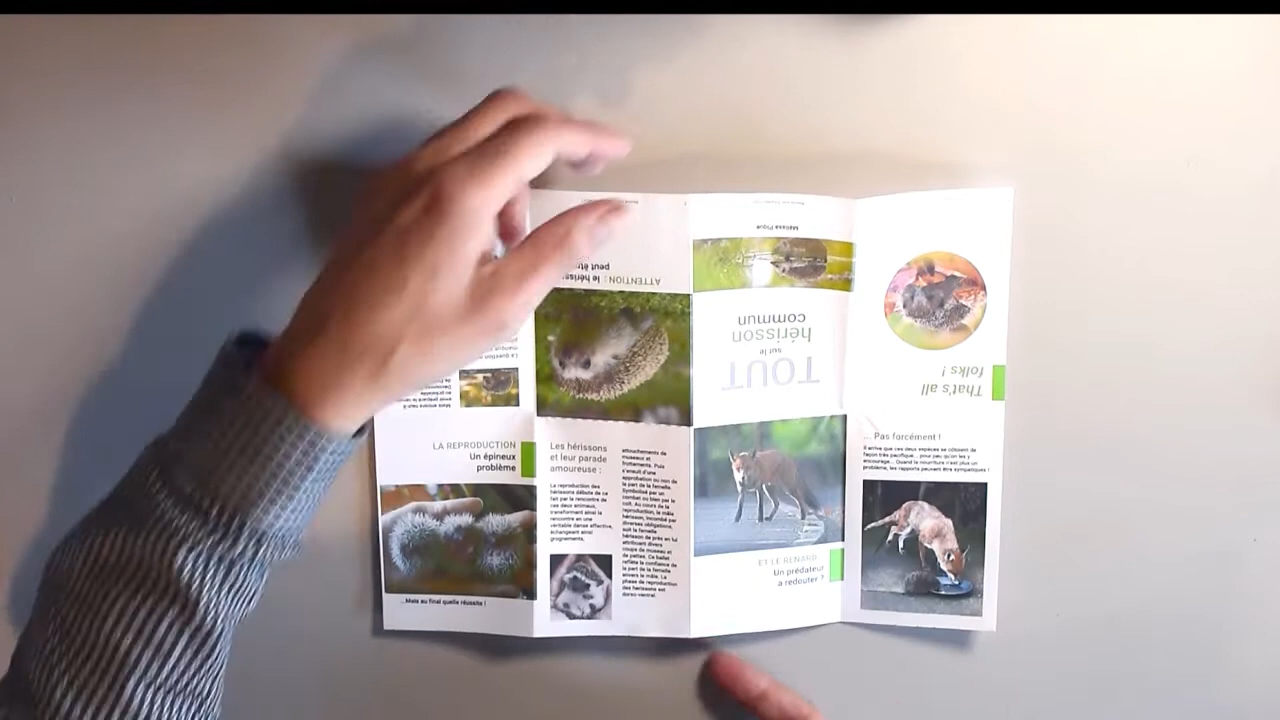 Mélissa Pique
ATTENTION : le hériss
peut êtr
TOUT
sur le
hérisson
commun
That's all
folks !
LA REPRODUCTION
Un épineux
problème
...Mais au final quelle réussite !
Les hérissons
et leur parade
amoureuse :
La reproduction des
hérissons débute de ce
fait par la rencontre de
ces deux animaux,
transformant ainsi la
rencontre en une
véritable danse affective,
échangeant ainsi
grognements,
attouchements de
museaux et
frottements. Puis
s'ensuit d'une
approbation ou non de
la part de la femelle.
Symbolisé par un
combat ou bien par le
coït. Au cours de la
reproduction, le mâle
hérisson, incombé par
diverses obligations,
suit la femelle
hérisson de près en lui
attribuant divers
coups de museau et
de pattes. Ce ballet
reflète la confiance de
la part de la femelle
envers le mâle. La
phase de reproduction
des hérissons est
dorso-ventral.
ET LE RENARD
Un prédateur
a redouter ?
... Pas forcément !
Il arrive que ces deux espèces se côtoient de
façon très pacifique... pour peu qu'on les y
encourage... Quand la nourriture n'est plus un
problème, les rapports peuvent être sympatiques !